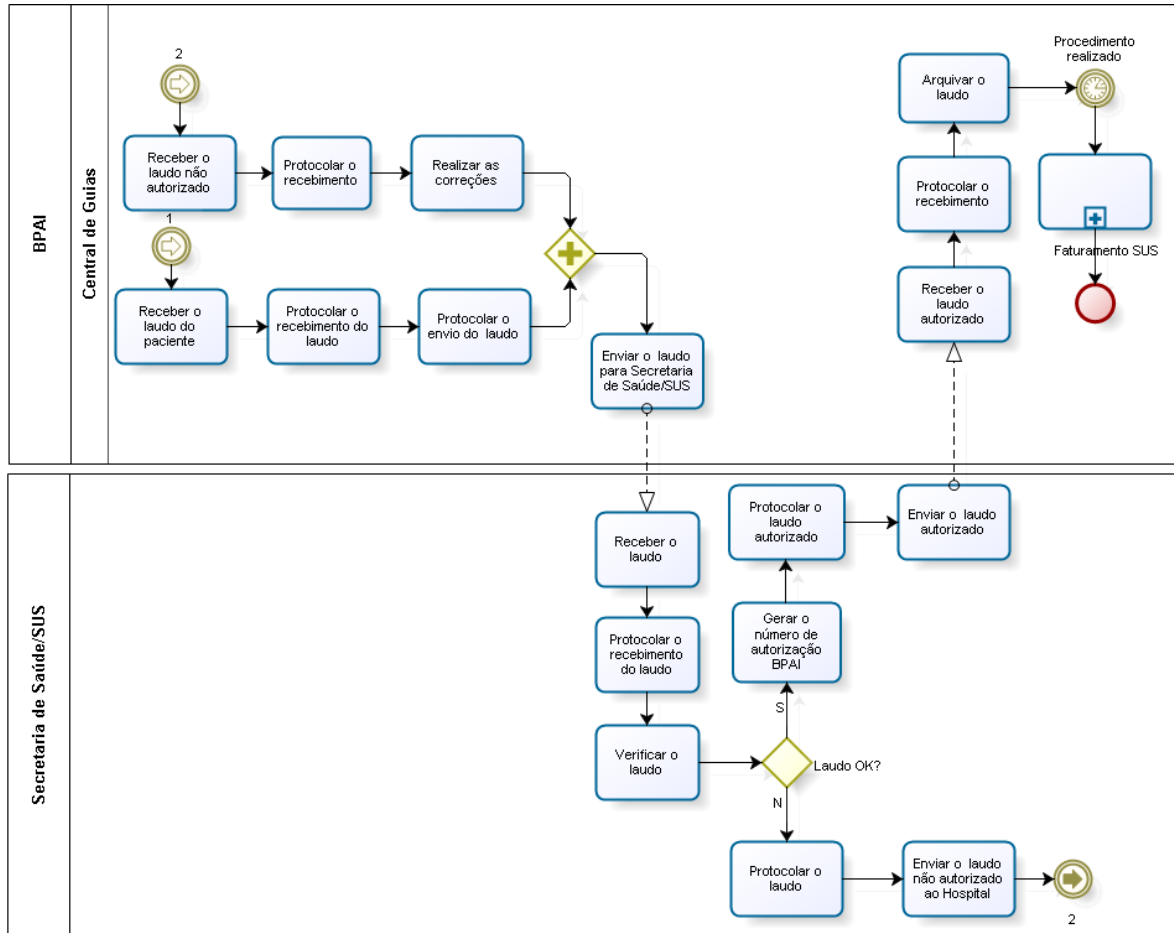 BPAI
Central de Guias
2
Receber o
laudo não
autorizado
Protocolar o
recebimento
Realizar as
correções
1
Receber o
laudo do
paciente
Protocolar o
recebimento do
laudo
Protocolar o
envio do laudo
Enviar o laudo
para Secretaria
de Saúde/SUS
Arquivar o
laudo
Procedimento
realizado
Protocolar o
recebimento
Faturamento SUS
Receber o
laudo
autorizado
Secretaria de Saúde/SUS
Receber o
laudo
Protocolar o
recebimento
do laudo
Verificar o
laudo
Laudo OK?
S
N
Gerar o
número de
autorização
BPAI
Protocolar o
laudo
autorizado
Enviar o laudo
autorizado
Protocolar o
laudo
Enviar o laudo
não autorizado
ao Hospital
2